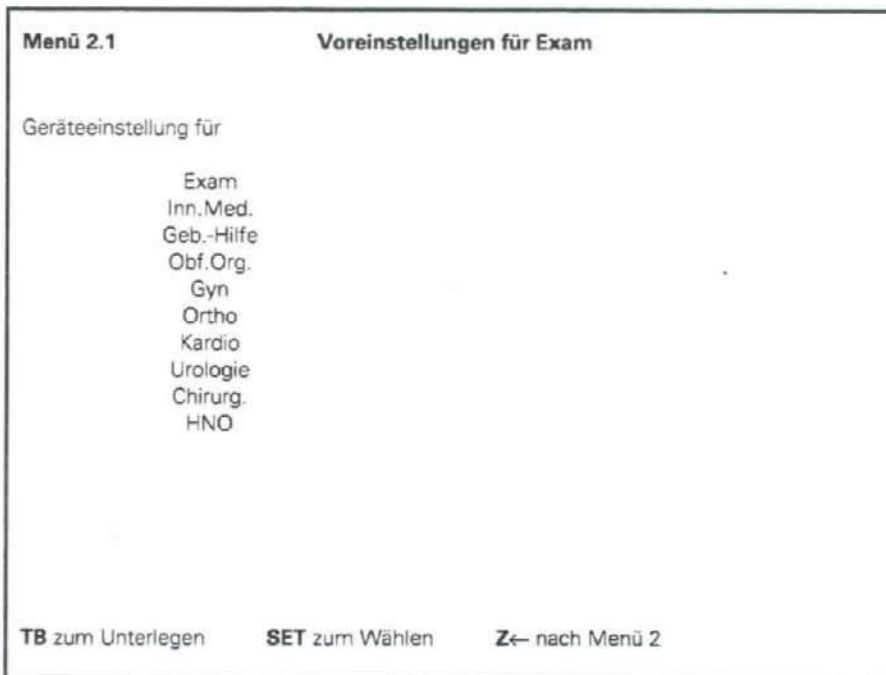 Menü 2.1 Voreinstellungen für Exam
Geräteeinstellung für
Exam
Inn.Med.
Geb.-Hilfe
Obf.Org.
Gyn
Ortho
Kardio
Urologie
Chirurg.
HNO
TB zum Unterlegen SET zum Wählen Z← nach Menü 2